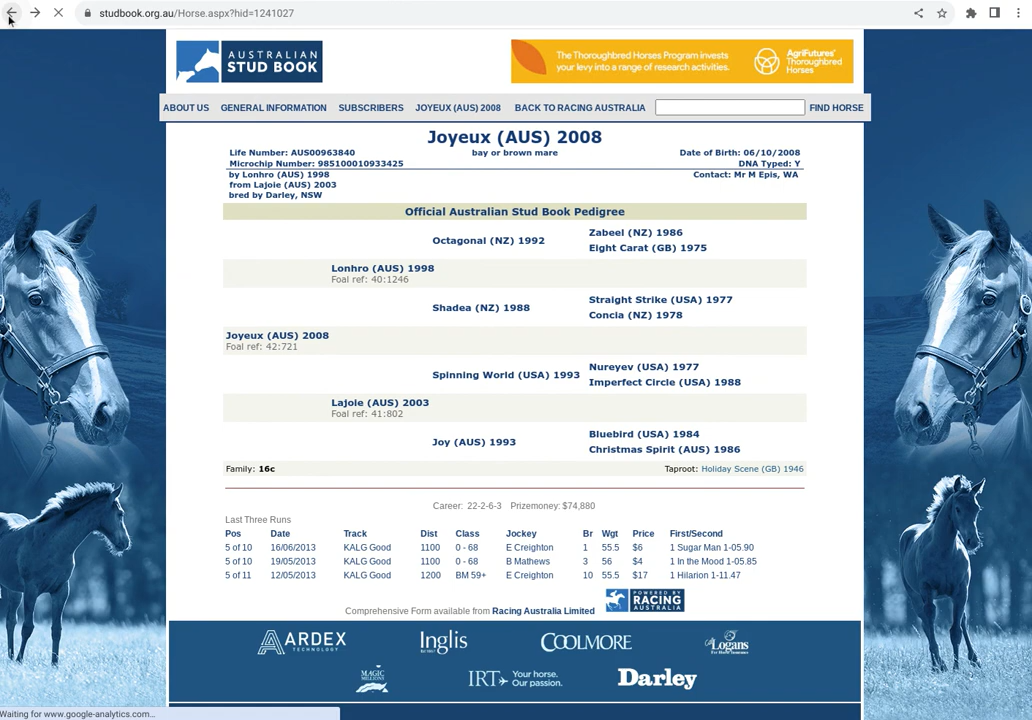 studbook.org.au/Horse.aspx?hid=1241027
AUSTRALIAN
STUD BOOK
The Thoroughbred Horses Program invests
your levy into a range of research activities.
AgriFutures®
Thoroughbred
Horses
ABOUT US GENERAL INFORMATION SUBSCRIBERS JOYEUX (AUS) 2008 BACK TO RACING AUSTRALIA FIND HORSE
Joyeux (AUS) 2008
Life Number: AUS00963840 bay or brown mare Date of Birth: 06/10/2008
Microchip Number: 985100010933425 DNA Typed: Y
by Lonhro (AUS) 1998 Contact: Mr M Epis, WA
from Lajoie (AUS) 2003
bred by Darley, NSW
Official Australian Stud Book Pedigree
Zabeel (NZ) 1986
Octagonal (NZ) 1992
Eight Carat (GB) 1975
Lonhro (AUS) 1998
Foal ref: 40:1246
Straight Strike (USA) 1977
Shadea (NZ) 1988
Concia (NZ) 1978
Joyeux (AUS) 2008
Foal ref: 42:721
Nureyev (USA) 1977
Spinning World (USA) 1993
Imperfect Circle (USA) 1988
Lajoie (AUS) 2003
Foal ref: 41:802
Bluebird (USA) 1984
Joy (AUS) 1993
Christmas Spirit (AUS) 1986
Family: 16c Taproot: Holiday Scene (GB) 1946
Career: 22-2-6-3 Prizemoney: $74,880
Last Three Runs
Pos Date Track Dist Class Jockey Br Wgt Price First/Second
5 of 10 16/06/2013 KALG Good 1100 0 - 68 E Creighton 1 55.5 $6 1 Sugar Man 1-05.90
5 of 10 19/05/2013 KALG Good 1100 0 - 68 B Mathews 3 56 $4 1 In the Mood 1-05.85
5 of 11 12/05/2013 KALG Good 1200 BM 59+ E Creighton 10 55.5 $17 1 Hilarion 1-11.47
Comprehensive Form available from Racing Australia Limited
POWERED BY
RACING
AUSTRALIA
ARDEX
TECHNOLOGY
Inglis
COOLMORE
Logans
MAGIC
MILLIONS
IRT
Your horse.
Our passion.
Darley
Waiting for www.google-analytics.com...